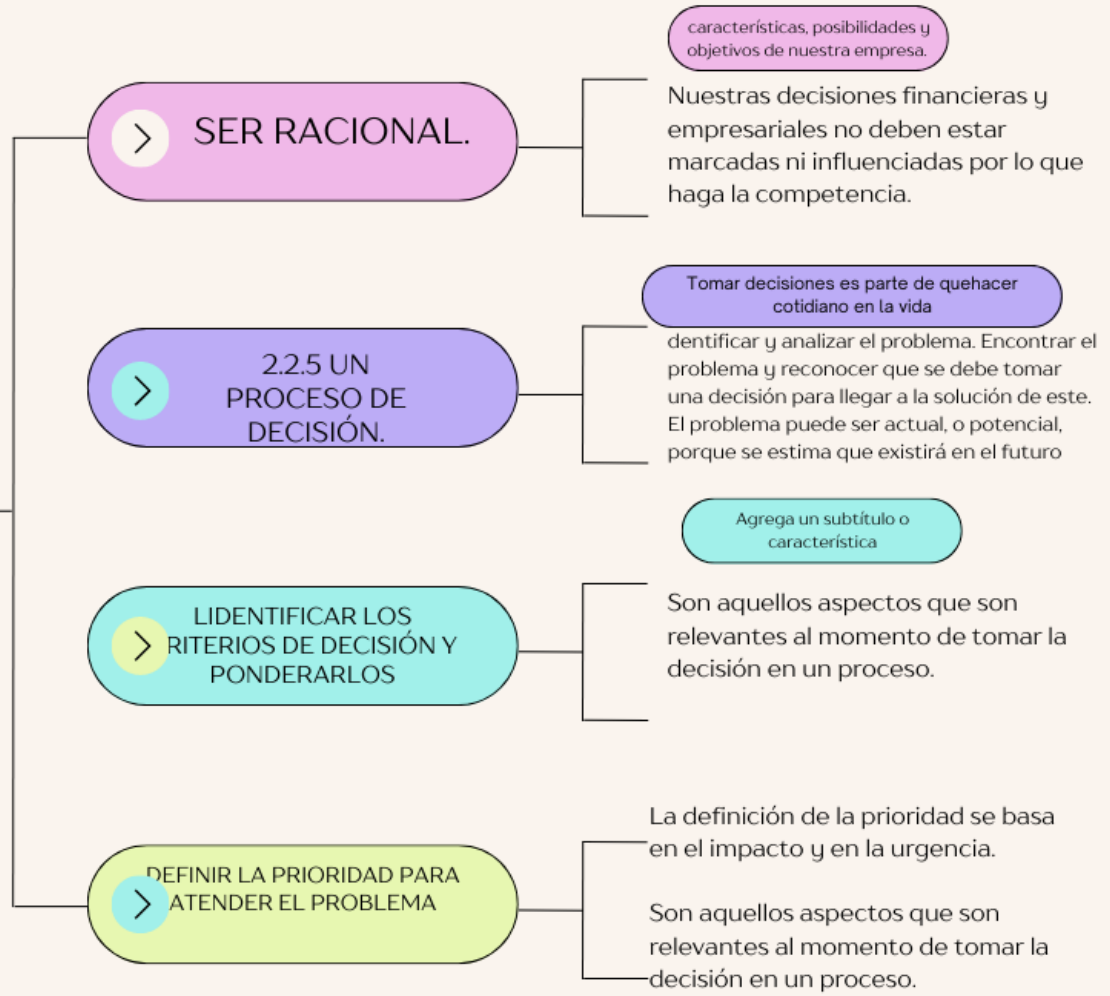 características, posibilidades y
objetivos de nuestra empresa.
SER RACIONAL.
Nuestras decisiones financieras y
empresariales no deben estar
marcadas ni influenciadas por lo que
haga la competencia.
Tomar decisiones es parte de quehacer
cotidiano en la vida
2.2.5 UN
PROCESO DE
DECISIÓN.
dentificar y analizar el problema. Encontrar el
problema y reconocer que se debe tomar
una decisión para llegar a la solución de este.
El problema puede ser actual, o potencial,
porque se estima que existirá en el futuro
Agrega un subtítulo o
característica
LIDENTIFICAR LOS
RITERIOS DE DECISIÓN Y
PONDERARLOS
Son aquellos aspectos que son
relevantes al momento de tomar la
decisión en un proceso.
DEFINIR LA PRIORIDAD PARA
ATENDER EL PROBLEMA
La definición de la prioridad se basa
en el impacto y en la urgencia.
Son aquellos aspectos que son
relevantes al momento de tomar la
decisión en un proceso.